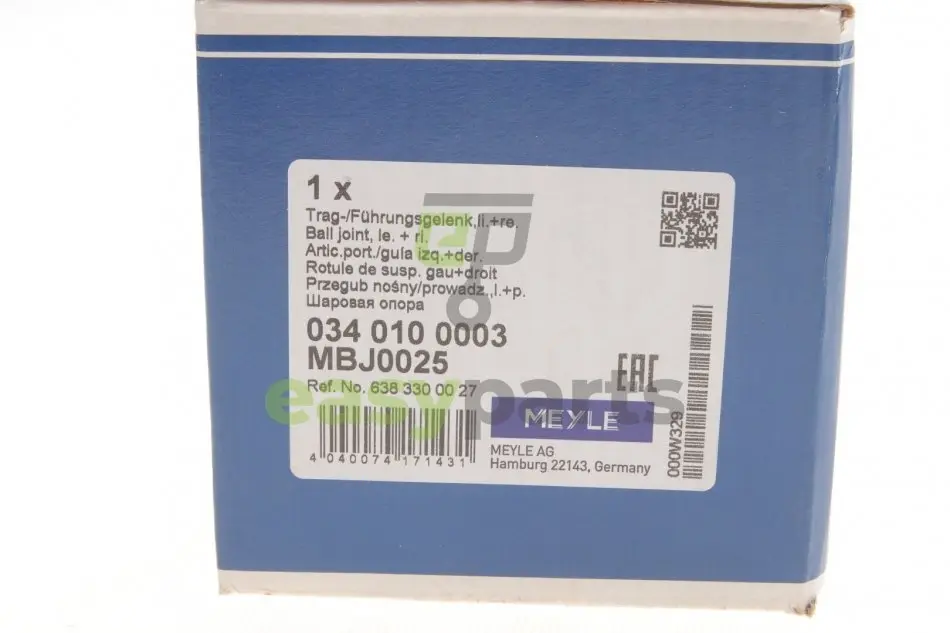 1 x
Trag-/Führungsgelenk,li.+re.
Ball joint, le. + ri.
Artic.port./guía izq.+der.
Rotule de susp. gau+droit
Przegub nośny/prowadz.,l.+p.
Шаровая опора
034 010 0003
MBJ0025
Ref. No. 638 330 00 27
EAC
easyparts
MEYLE
4 040074 171431
MEYLE AG
Hamburg 22143, Germany
000W329